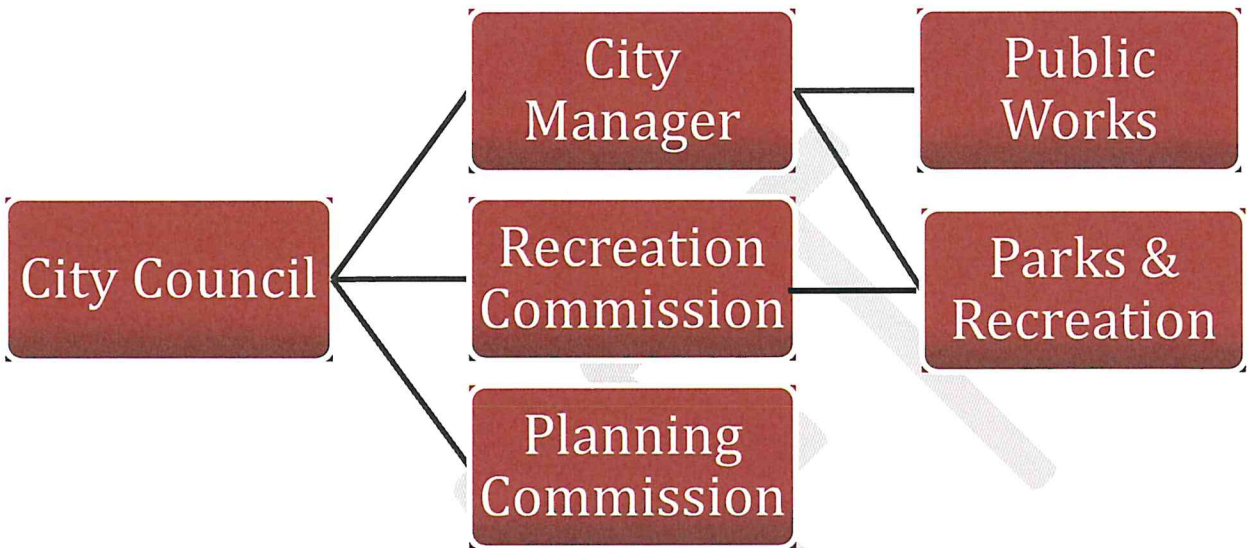 City
Manager
Public
Works
City Council
Recreation
Commission
Parks &
Recreation
Planning
Commission